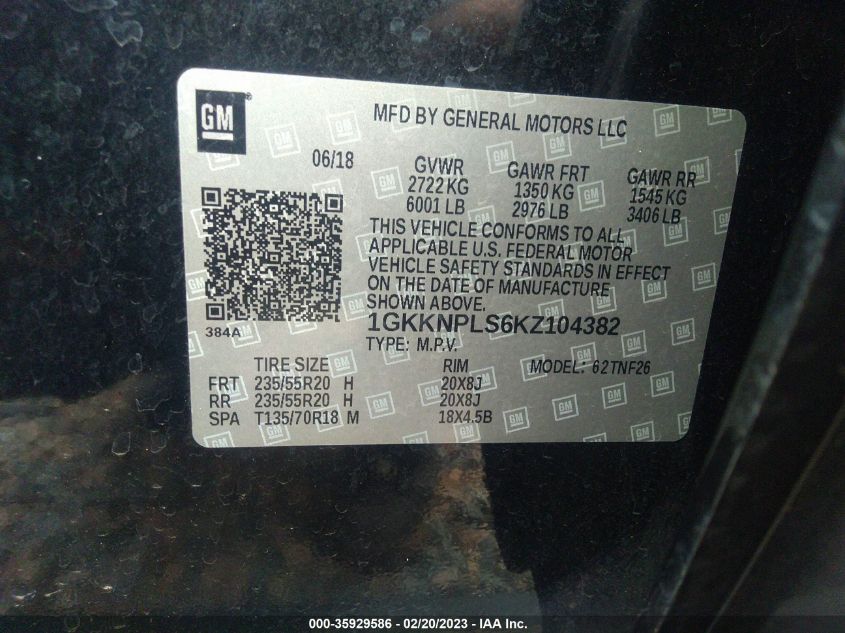 GM ®
MFD BY GENERAL MOTORS LLC
06/18
GVWR GAWR FRT GAWR RR
2722 KG 1350 KG 1545 KG
6001 LB 2976 LB 3406 LB
THIS VEHICLE CONFORMS TO ALL
APPLICABLE U.S. FEDERAL MOTOR
VEHICLE SAFETY STANDARDS IN EFFECT
ON THE DATE OF MANUFACTURE
SHOWN ABOVE.
384A
1GKKNPLS6KZ104382
TYPE: M.P.V.
TIRE SIZE RIM MODEL: 62TNF26
FRT 235/55R20 H 20X8J
RR 235/55R20 H 20X8J
SPA T135/70R18 M 18X4.5B
000-35929586 - 02/20/2023 - IAA Inc.